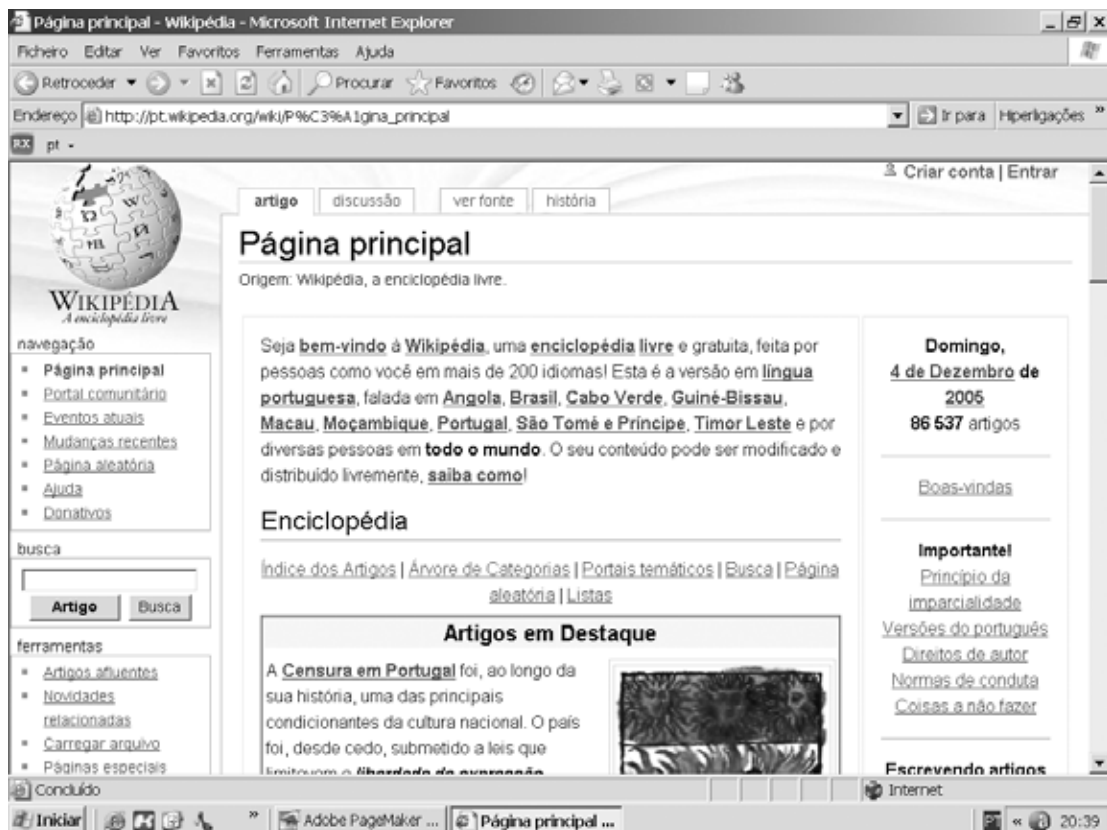 Página principal - Wikipédia - Microsoft Internet Explorer
Ficheiro Editar Ver Favoritos Ferramentas Ajuda
Retroceder Procurar Favoritos
Endereço http://pt.wikipedia.org/wiki/P%C3%A1gina_principal Ir para Hiperligações »
RX pt
Criar conta | Entrar
artigo discussão ver fonte história
Página principal
Origem: Wikipédia, a enciclopédia livre.
WIKIPÉDIA
A enciclopédia livre
navegação
Página principal
Portal comunitário
Eventos atuais
Mudanças recentes
Página aleatória
Ajuda
Donativos
busca
Artigo Busca
ferramentas
Artigos afluentes
Novidades
relacionadas
Carregar arquivo
Páginas especiais
Seja bem-vindo à Wikipédia, uma enciclopédia livre e gratuita, feita por
pessoas como você em mais de 200 idiomas! Esta é a versão em língua
portuguesa, falada em Angola, Brasil, Cabo Verde, Guiné-Bissau,
Macau, Moçambique, Portugal, São Tomé e Príncipe, Timor Leste e por
diversas pessoas em todo o mundo. O seu conteúdo pode ser modificado e
distribuído livremente, saiba como!
Enciclopédia
Índice dos Artigos | Árvore de Categorias | Portais temáticos | Busca | Página
aleatória | Listas
Artigos em Destaque
A Censura em Portugal foi, ao longo da
sua história, uma das principais
condicionantes da cultura nacional. O país
foi, desde cedo, submetido a leis que
limitavam a liberdade de expressão
Domingo,
4 de Dezembro de
2005
86 537 artigos
Boas-vindas
Importante!
Princípio da
imparcialidade
Versões do português
Direitos de autor
Normas de conduta
Coisas a não fazer
Escrevendo artigos
Concluído Internet
Iniciar » Adobe PageMaker ... Página principal ... « 20:39